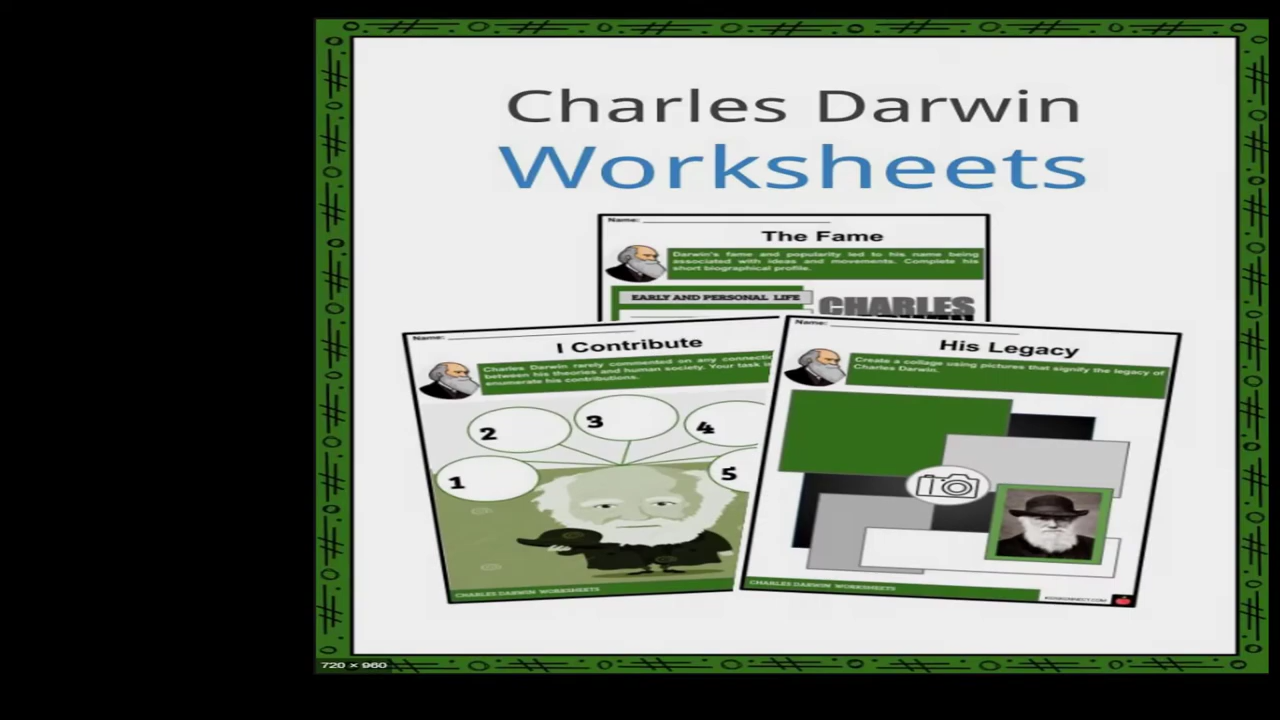 Charles Darwin
Worksheets
Name:
The Fame
Darwin's fame and popularity led to his name being
associated with ideas and movements. Complete his
short biographical profile.
EARLY AND PERSONAL LIFE
CHARLES
Name:
I Contribute
Charles Darwin rarely commented on any connecti
between his theories and human society. Your task i
enumerate his contributions.
1
2
3
4
5
CHARLES DARWIN WORKSHEETS
Name:
His Legacy
Create a collage using pictures that signify the legacy of
Charles Darwin.
CHARLES DARWIN WORKSHEETS
720 × 960